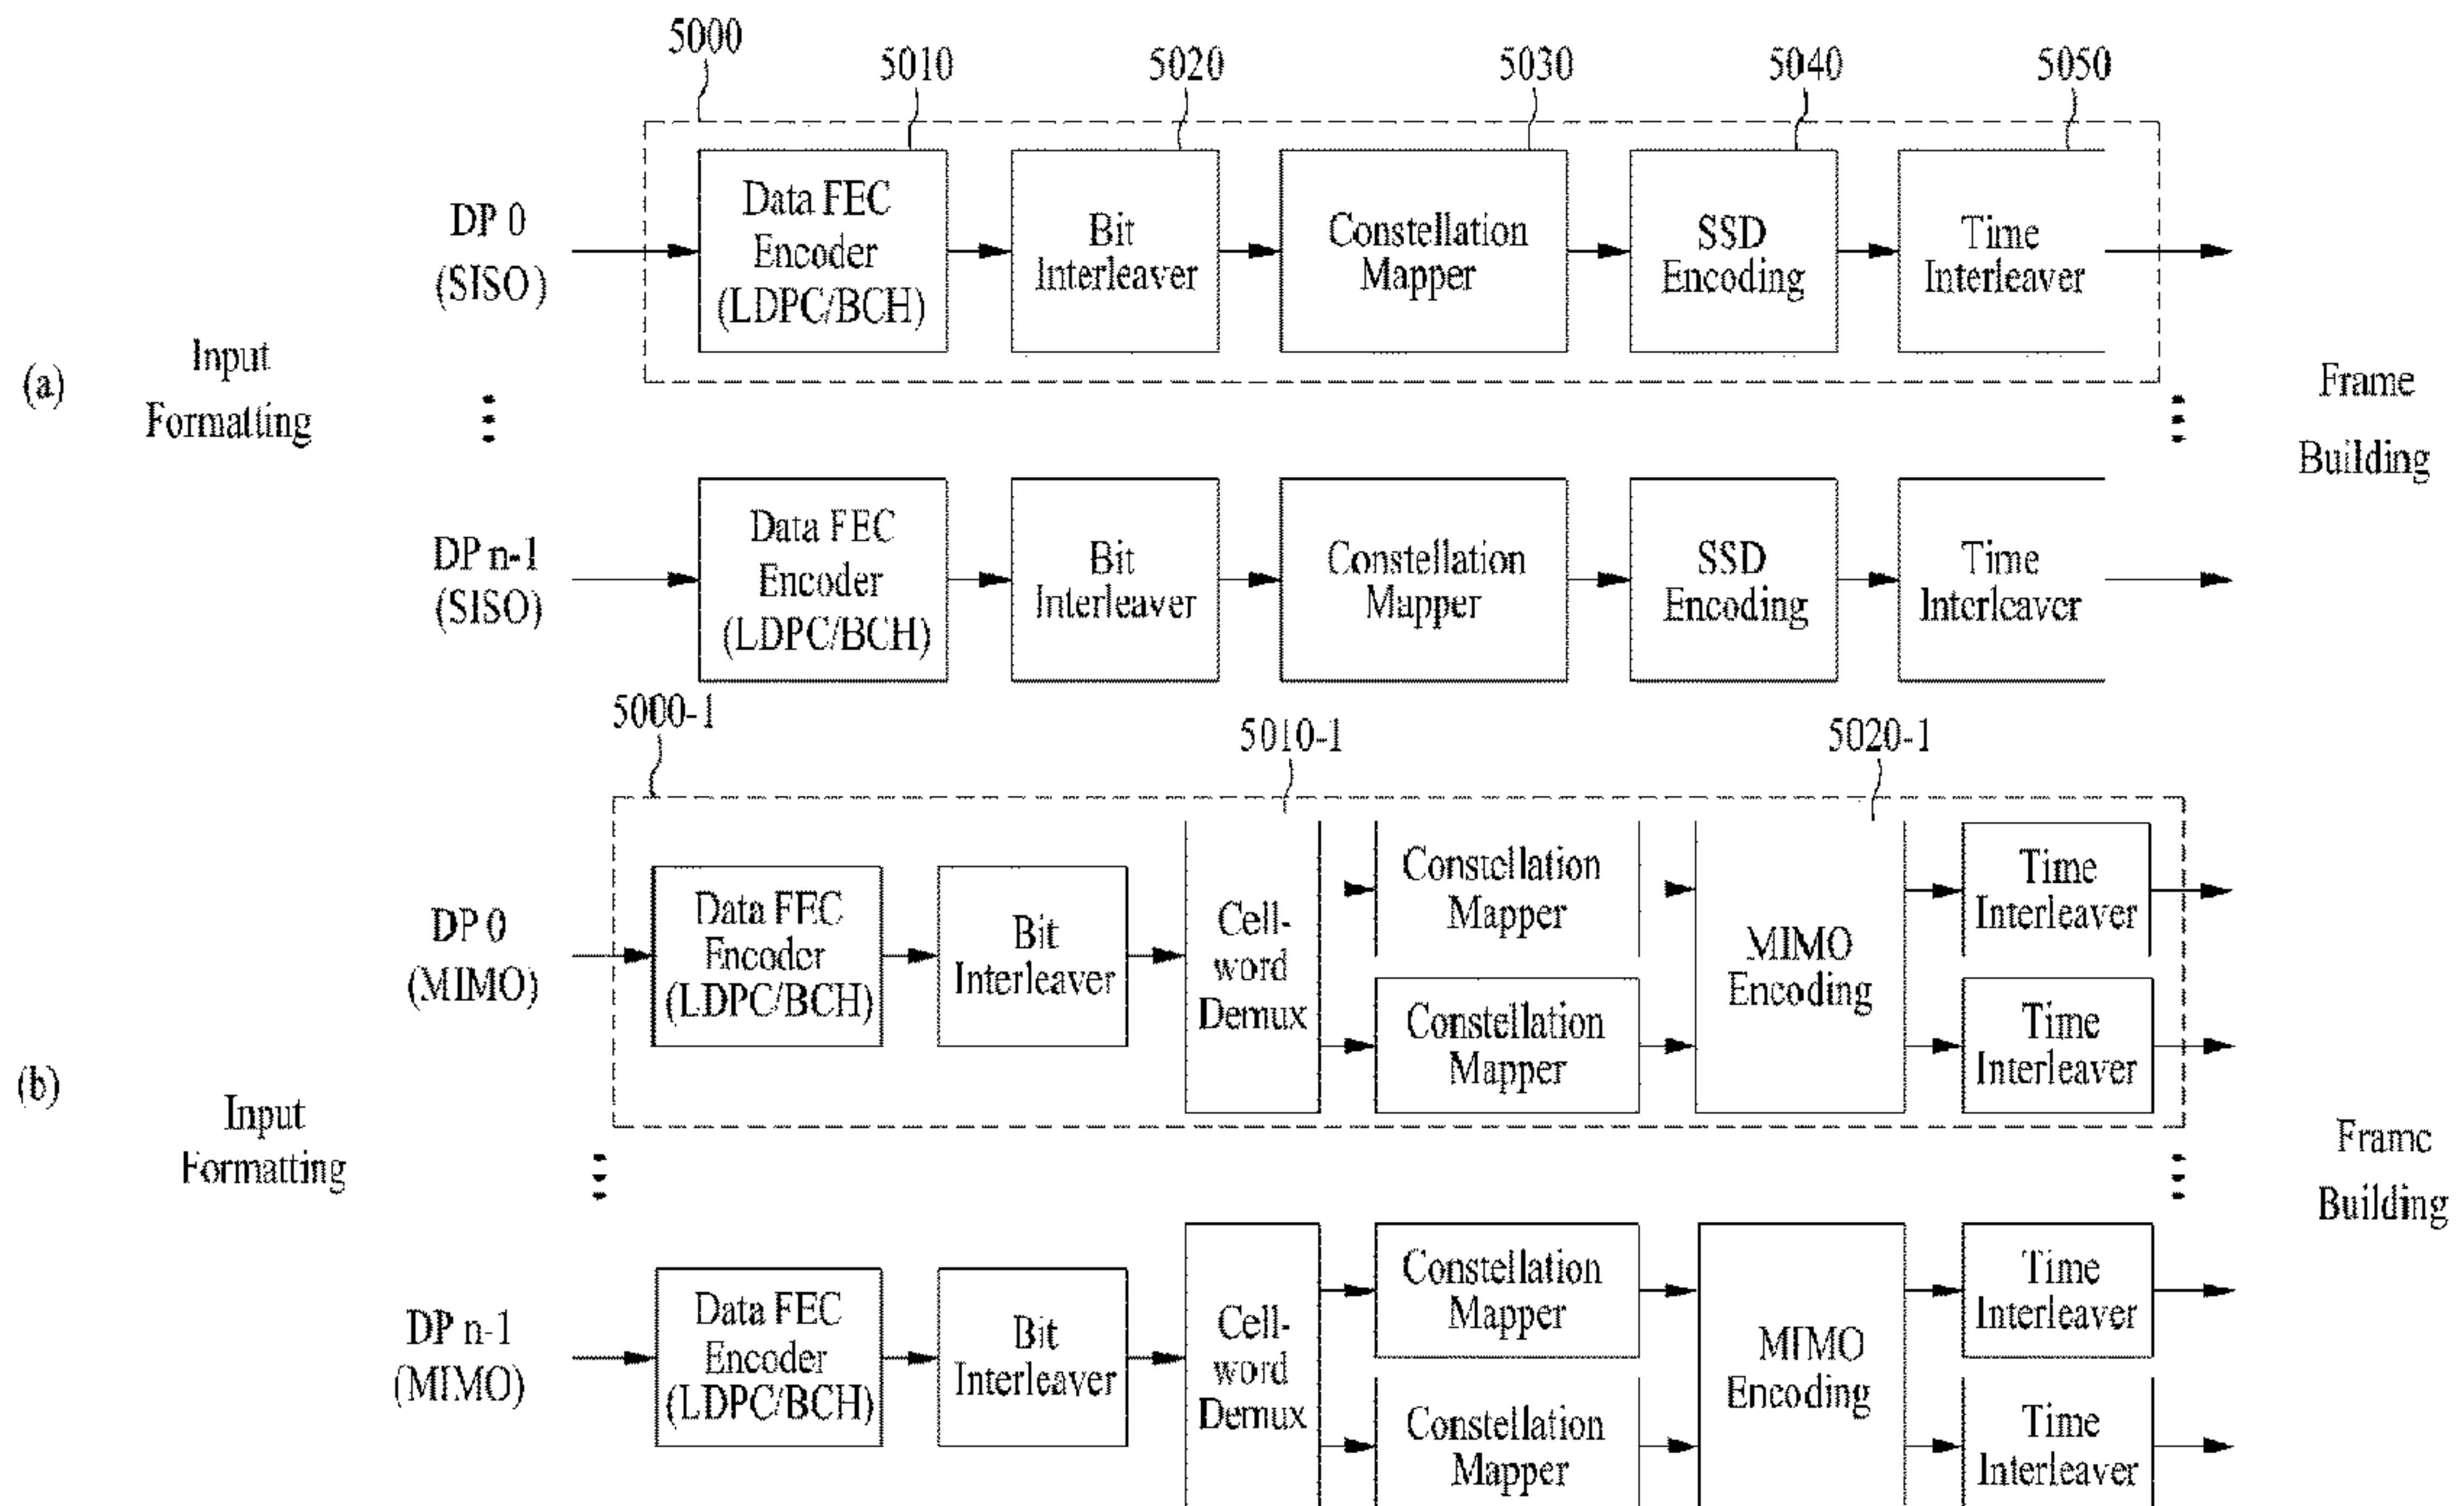 5000
5010
5020
5030
5040
5050
DP 0
(SISO)
Data FEC
Encoder
(LDPC/BCH)
Bit
Interleaver
Constellation
Mapper
SSD
Encoding
Time
Interleaver
(a)
Input
Formatting
Frame
Building
DP n-1
(SISO)
Data FEC
Encoder
(LDPC/BCH)
Bit
Interleaver
Constellation
Mapper
SSD
Encoding
Time
Interleaver
5000-1
5010-1
5020-1
DP 0
(MIMO)
Data FEC
Encoder
(LDPC/BCH)
Bit
Interleaver
Cell-
word
Demux
Constellation
Mapper
Constellation
Mapper
MIMO
Encoding
Time
Interleaver
Time
Interleaver
(b)
Input
Formatting
Frame
Building
DP n-1
(MIMO)
Data FEC
Encoder
(LDPC/BCH)
Bit
Interleaver
Cell-
word
Demux
Constellation
Mapper
Constellation
Mapper
MIMO
Encoding
Time
Interleaver
Time
Interleaver